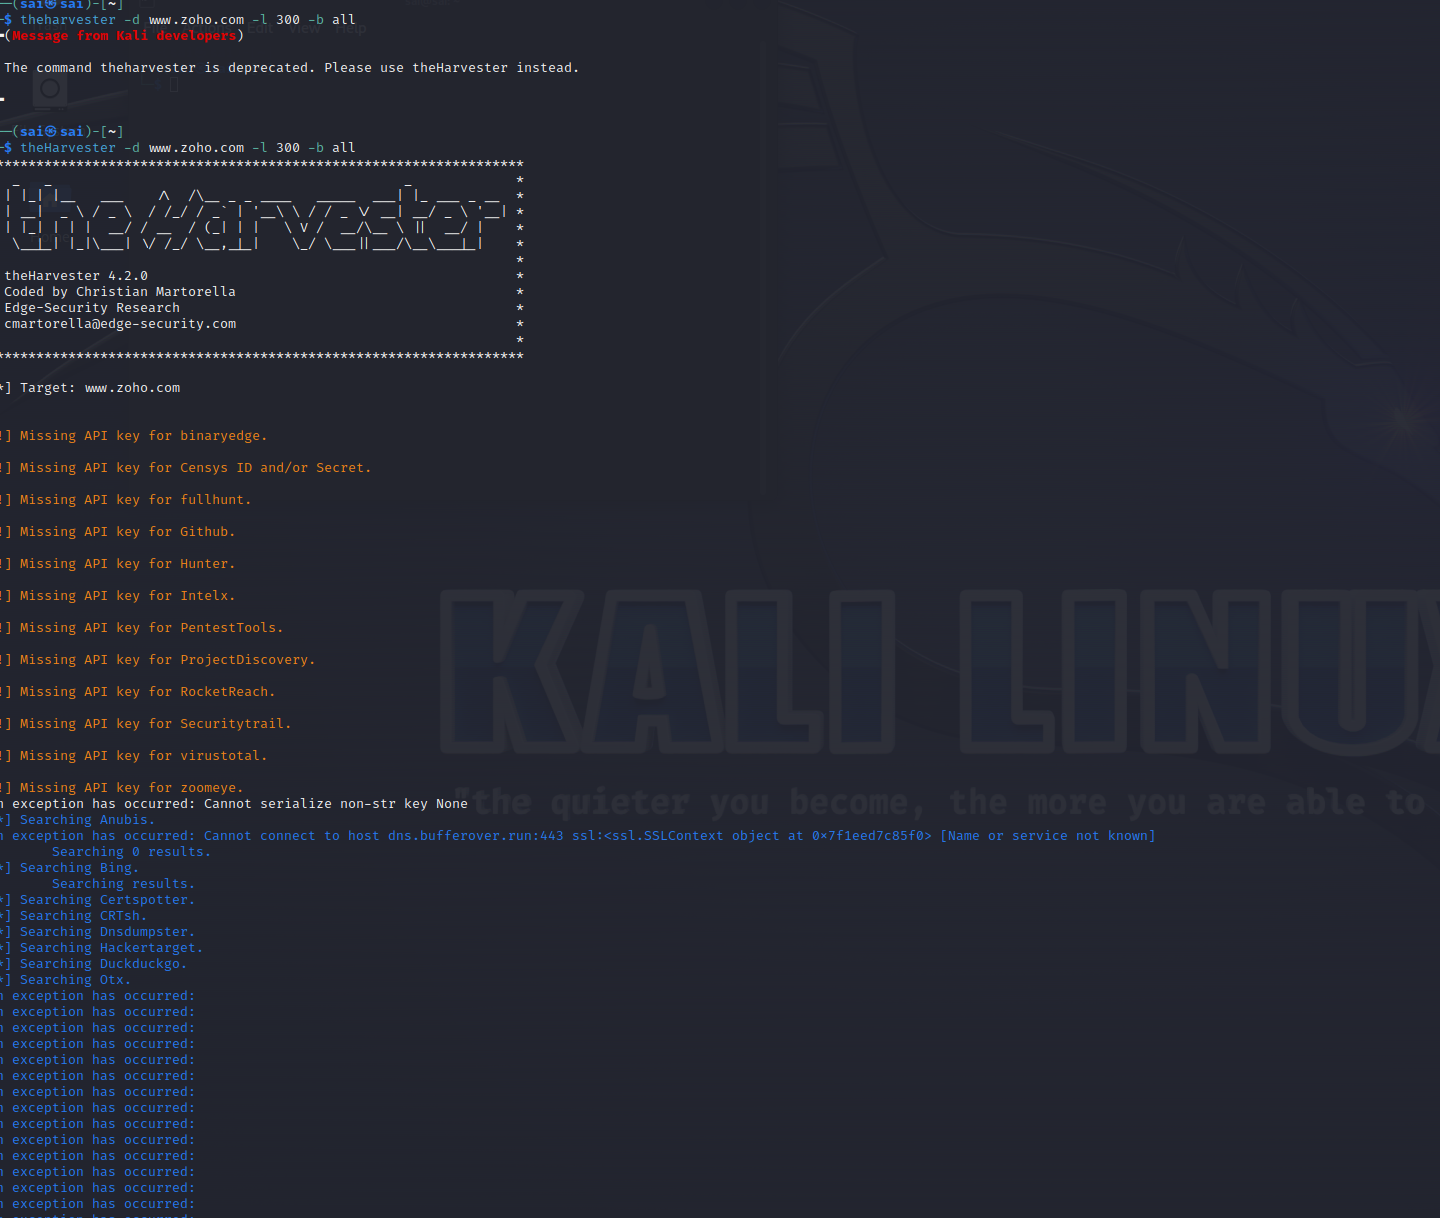 (sai㉿sai)-[~]
$ theharvester -d www.zoho.com -l 300 -b all
(Message from Kali developers)
The command theharvester is deprecated. Please use theHarvester instead.
(sai㉿sai)-[~]
$ theHarvester -d www.zoho.com -l 300 -b all
*******************************************************************
theHarvester
theHarvester 4.2.0 *
Coded by Christian Martorella *
Edge-Security Research *
cmartorella@edge-security.com *
*
*******************************************************************
*] Target: www.zoho.com
!] Missing API key for binaryedge.
!] Missing API key for Censys ID and/or Secret.
!] Missing API key for fullhunt.
!] Missing API key for Github.
!] Missing API key for Hunter.
!] Missing API key for Intelx.
!] Missing API key for PentestTools.
!] Missing API key for ProjectDiscovery.
!] Missing API key for RocketReach.
!] Missing API key for Securitytrail.
!] Missing API key for virustotal.
!] Missing API key for zoomeye.
n exception has occurred: Cannot serialize non-str key None
*] Searching Anubis.
n exception has occurred: Cannot connect to host dns.bufferover.run:443 ssl:<ssl.SSLContext object at 0×7f1eed7c85f0> [Name or service not known]
Searching 0 results.
*] Searching Bing.
Searching results.
*] Searching Certspotter.
*] Searching CRTsh.
*] Searching Dnsdumpster.
*] Searching Hackertarget.
*] Searching Duckduckgo.
*] Searching Otx.
n exception has occurred:
n exception has occurred:
n exception has occurred:
n exception has occurred:
n exception has occurred:
n exception has occurred:
n exception has occurred:
n exception has occurred:
n exception has occurred:
n exception has occurred:
n exception has occurred:
n exception has occurred:
n exception has occurred:
n exception has occurred:
KALI LINUX
"the quieter you become, the more you are able to
Edit View Help